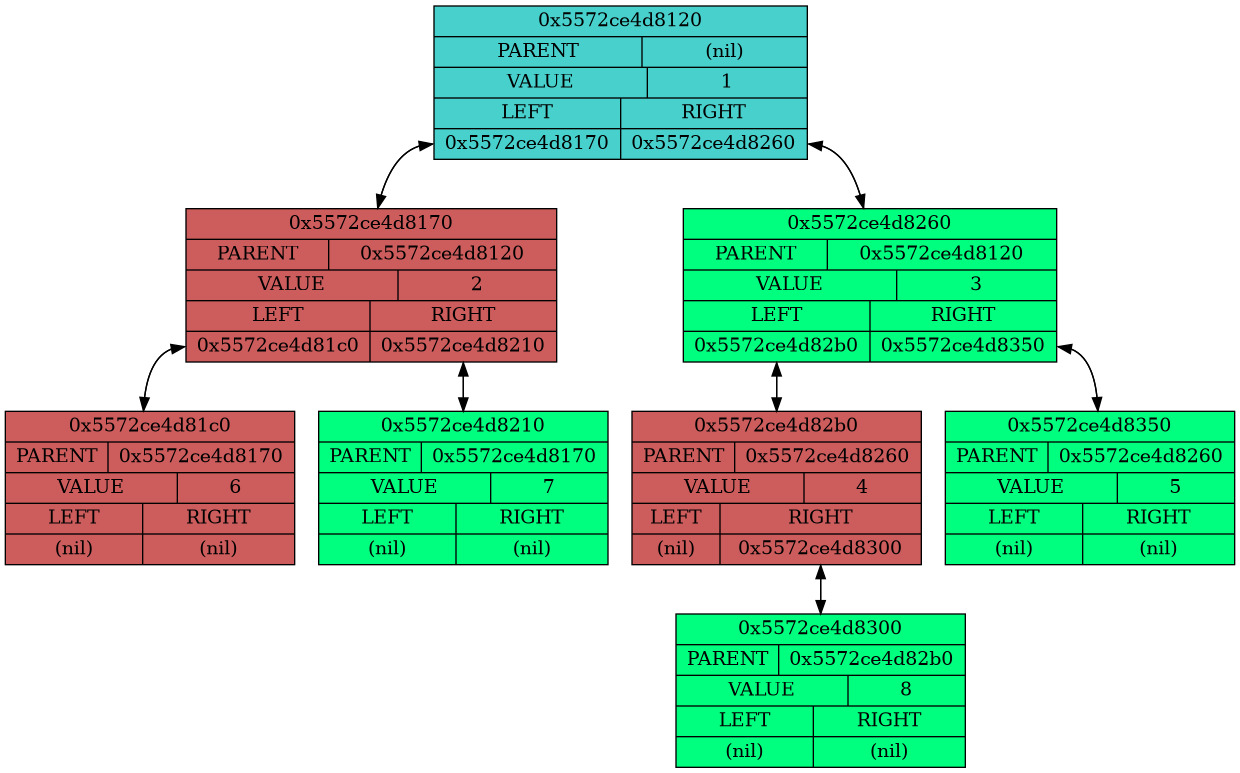 0x5572ce4d8120
PARENT (nil)
VALUE 1
LEFT RIGHT
0x5572ce4d8170 0x5572ce4d8260
0x5572ce4d8170
PARENT 0x5572ce4d8120
VALUE 2
LEFT RIGHT
0x5572ce4d81c0 0x5572ce4d8210
0x5572ce4d8260
PARENT 0x5572ce4d8120
VALUE 3
LEFT RIGHT
0x5572ce4d82b0 0x5572ce4d8350
0x5572ce4d81c0
PARENT 0x5572ce4d8170
VALUE 6
LEFT RIGHT
(nil) (nil)
0x5572ce4d8210
PARENT 0x5572ce4d8170
VALUE 7
LEFT RIGHT
(nil) (nil)
0x5572ce4d82b0
PARENT 0x5572ce4d8260
VALUE 4
LEFT RIGHT
(nil) 0x5572ce4d8300
0x5572ce4d8350
PARENT 0x5572ce4d8260
VALUE 5
LEFT RIGHT
(nil) (nil)
0x5572ce4d8300
PARENT 0x5572ce4d82b0
VALUE 8
LEFT RIGHT
(nil) (nil)